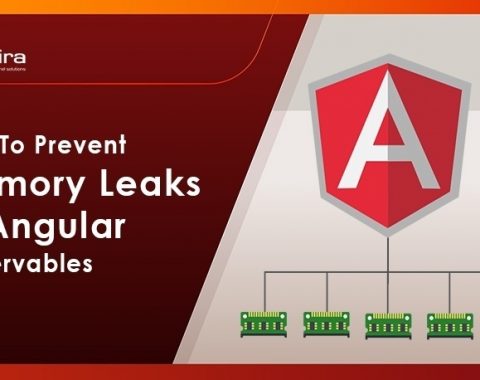 ira
To Prevent
mory Leaks
Angular
ervables
A